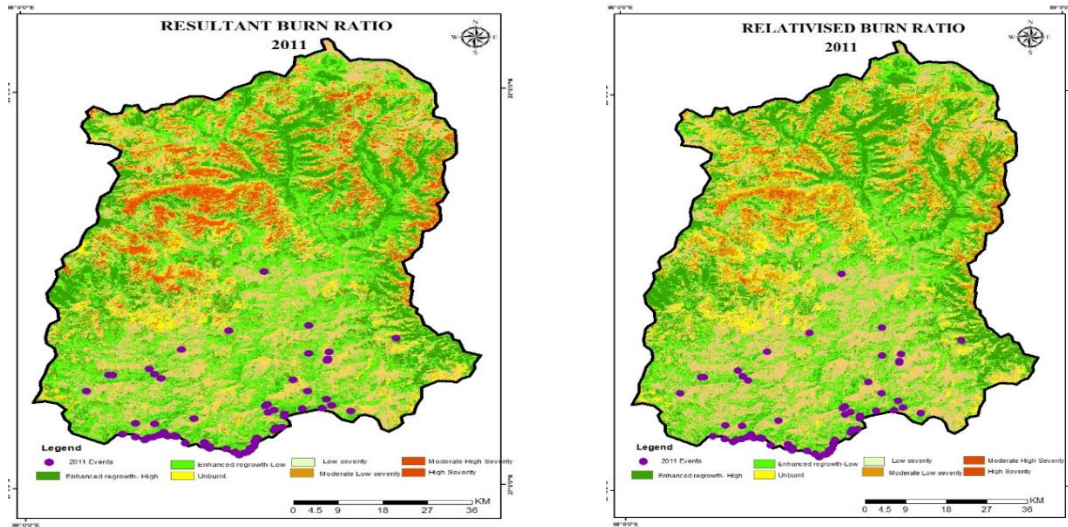 RESULTANT BURN RATIO
2011
N
W E
S
Legend
2011 Events
Enhanced regrowth- High
Enhanced regrowth-Low
Unburnt
Low severity
Moderate Low severity
Moderate High Severity
High Severity
KM
0 4.5 9 18 27 36
RELATIVISED BURN RATIO
2011
N
W E
S
Legend
2011 Events
Enhanced regrowth- High
Enhanced regrowth-Low
Unburnt
Low severity
Moderate Low severity
Moderate High Severity
High Severity
KM
0 4.5 9 18 27 36